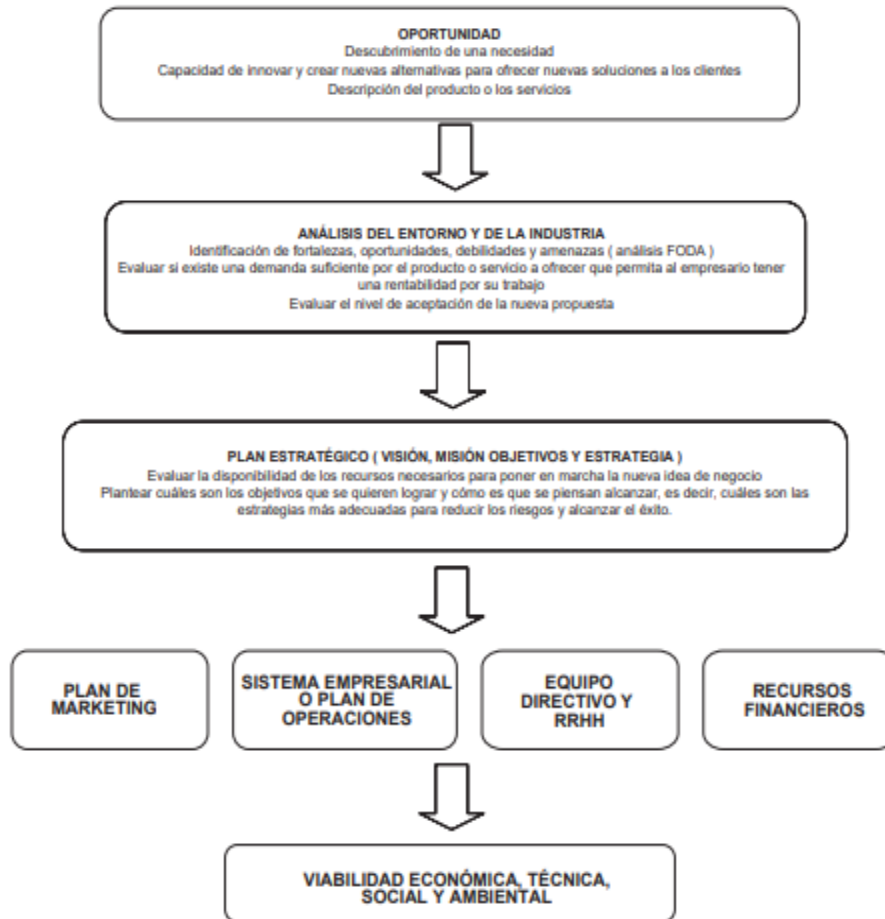 OPORTUNIDAD
Descubrimiento de una necesidad
Capacidad de innovar y crear nuevas alternativas para ofrecer nuevas soluciones a los clientes
Descripción del producto o los servicios
ANÁLISIS DEL ENTORNO Y DE LA INDUSTRIA
Identificación de fortalezas, oportunidades, debilidades y amenazas ( análisis FODA )
Evaluar si existe una demanda suficiente por el producto o servicio a ofrecer que permita al empresario tener
una rentabilidad por su trabajo
Evaluar el nivel de aceptación de la nueva propuesta
PLAN ESTRATÉGICO ( VISIÓN, MISIÓN OBJETIVOS Y ESTRATEGIA )
Evaluar la disponibilidad de los recursos necesarios para poner en marcha la nueva idea de negocio
Plantear cuáles son los objetivos que se quieren lograr y cómo es que se piensan alcanzar, es decir, cuáles son las
estrategias más adecuadas para reducir los riesgos y alcanzar el éxito.
PLAN DE
MARKETING
SISTEMA EMPRESARIAL
O PLAN DE
OPERACIONES
EQUIPO
DIRECTIVO Y
RRHH
RECURSOS
FINANCIEROS
VIABILIDAD ECONÓMICA, TÉCNICA,
SOCIAL Y AMBIENTAL